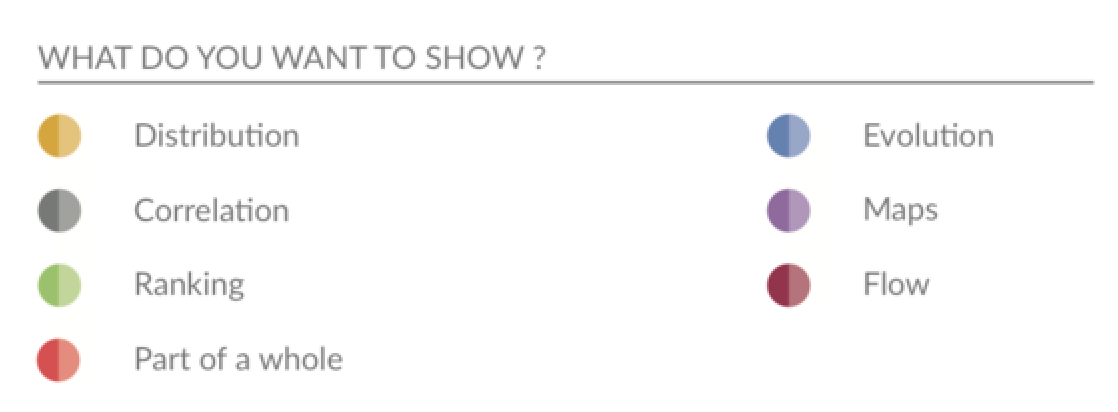 WHAT DO YOU WANT TO SHOW ?
Distribution
Correlation
Ranking
Part of a whole
Evolution
Maps
Flow